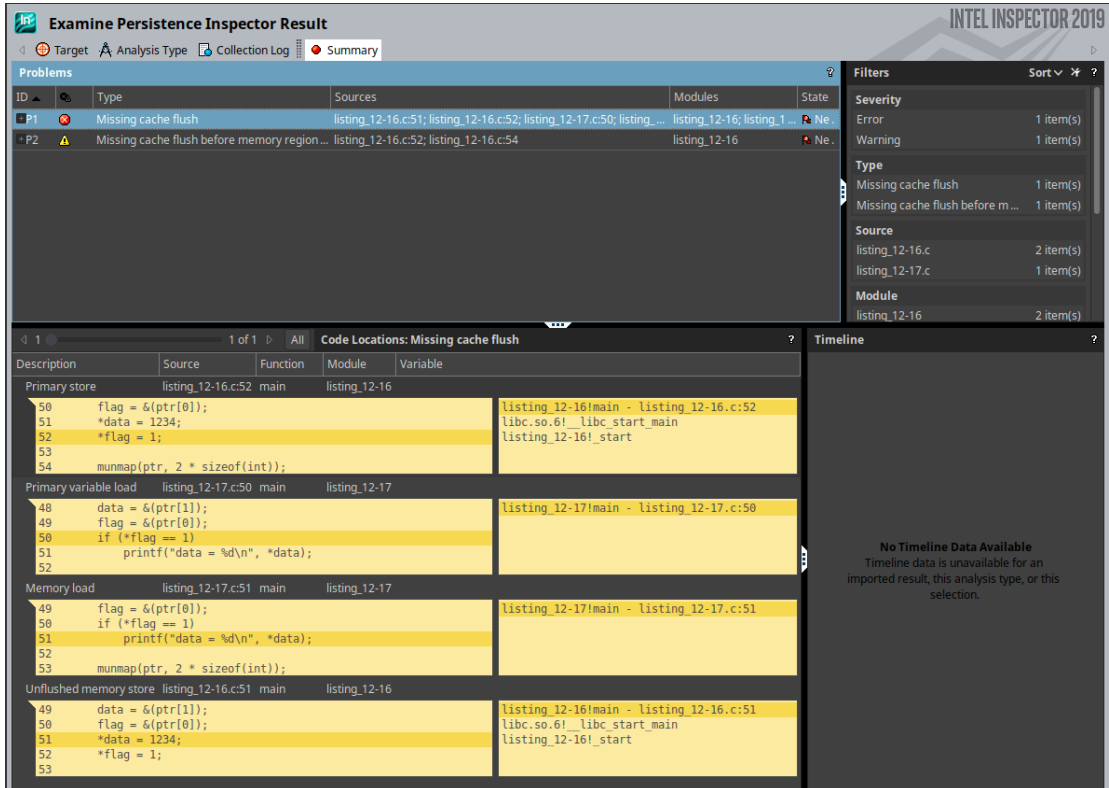 Examine Persistence Inspector Result
INTEL INSPECTOR 2019
Target Analysis Type Collection Log Summary
Problems ?
ID Type Sources Modules State
P1 Missing cache flush listing_12-16.c:51; listing_12-16.c:52; listing_12-17.c:50; listing_... listing_12-16; listing_1... Ne.
P2 Missing cache flush before memory region... listing_12-16.c:52; listing_12-16.c:54 listing_12-16 Ne.
Filters Sort ?
Severity
Error 1 item(s)
Warning 1 item(s)
Type
Missing cache flush 1 item(s)
Missing cache flush before m... 1 item(s)
Source
listing_12-16.c 2 item(s)
listing_12-17.c 1 item(s)
Module
listing_12-16 2 item(s)
1 1 of 1 All Code Locations: Missing cache flush ?
Description Source Function Module Variable
Primary store listing_12-16.c:52 main listing_12-16
50 flag = &(ptr[0]); listing_12-16!main - listing_12-16.c:52
51 *data = 1234; libc.so.6!__libc_start_main
52 *flag = 1; listing_12-16!_start
53
54 munmap(ptr, 2 * sizeof(int));
Primary variable load listing_12-17.c:50 main listing_12-17
48 data = &(ptr[1]); listing_12-17!main - listing_12-17.c:50
49 flag = &(ptr[0]);
50 if (*flag == 1)
51 printf("data = %d\n", *data);
52
Memory load listing_12-17.c:51 main listing_12-17
49 flag = &(ptr[0]); listing_12-17!main - listing_12-17.c:51
50 if (*flag == 1)
51 printf("data = %d\n", *data);
52
53 munmap(ptr, 2 * sizeof(int));
Unflushed memory store listing_12-16.c:51 main listing_12-16
49 data = &(ptr[1]); listing_12-16!main - listing_12-16.c:51
50 flag = &(ptr[0]); libc.so.6!__libc_start_main
51 *data = 1234; listing_12-16!_start
52 *flag = 1;
53
Timeline ?
No Timeline Data Available
Timeline data is unavailable for an
imported result, this analysis type, or this
selection.